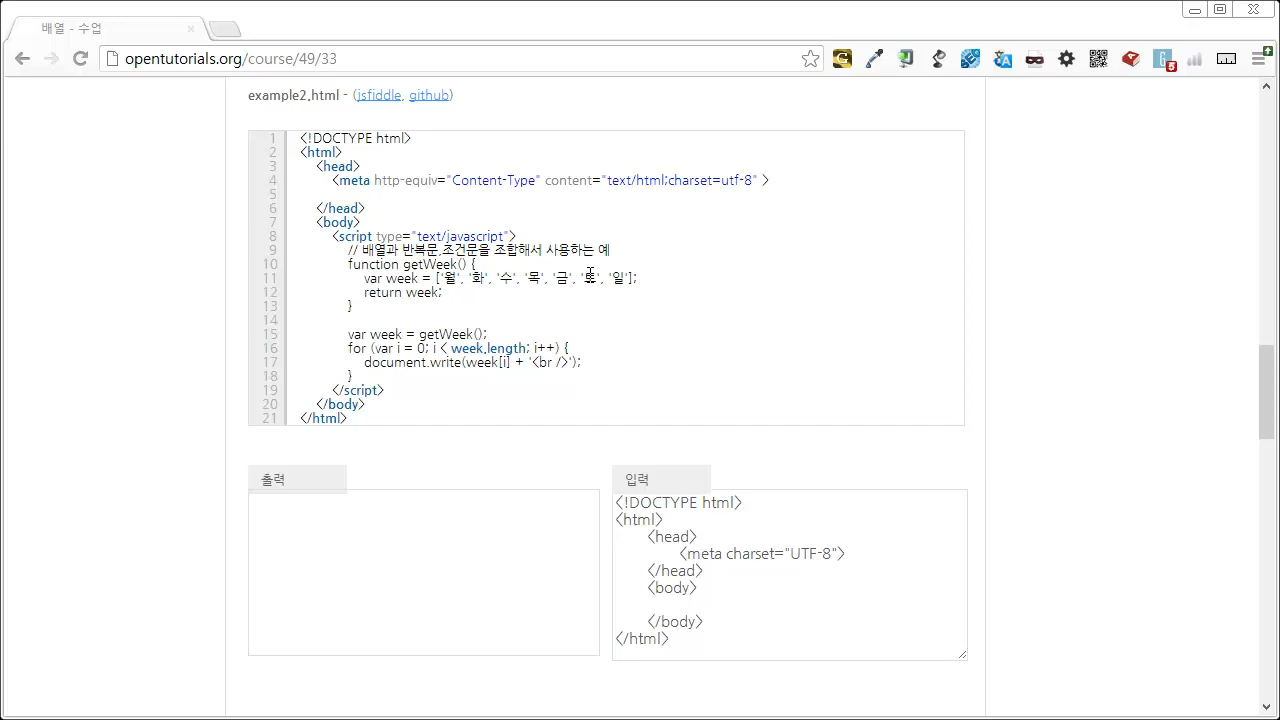 배열 - 수업
opentutorials.org/course/49/33
5
example2.html - (jsfiddle, github)
1 <!DOCTYPE html>
2 <html>
3 <head>
4 <meta http-equiv="Content-Type" content="text/html;charset=utf-8" >
5
6 </head>
7 <body>
8 <script type="text/javascript">
9 // 배열과 반복문,조건문을 조합해서 사용하는 예
10 function getWeek() {
11 var week = ['월', '화', '수', '목', '금', '토', '일'];
12 return week;
13 }
14
15 var week = getWeek();
16 for (var i = 0; i < week.length; i++) {
17 document.write(week[i] + '<br />');
18 }
19 </script>
20 </body>
21 </html>
출력
입력
<!DOCTYPE html>
<html>
<head>
<meta charset="UTF-8">
</head>
<body>
</body>
</html>